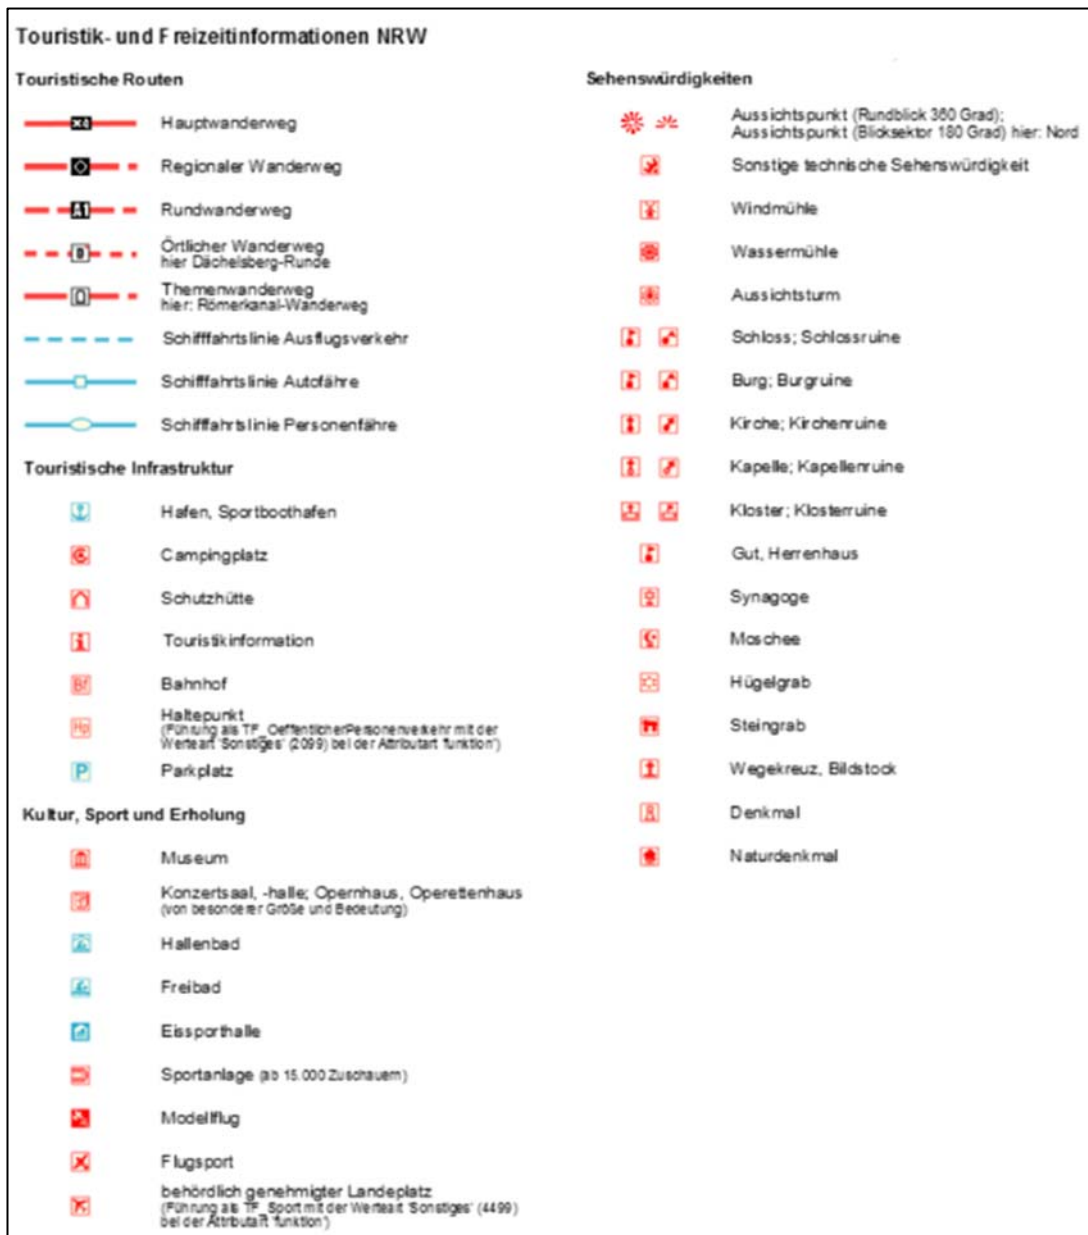 Touristik- und Freizeitinformationen NRW
Touristische Routen
Hauptwanderweg
Regionaler Wanderweg
A1
Rundwanderweg
Örtlicher Wanderweg
hier Dächelsberg-Runde
Themenwanderweg
hier: Römerkanal-Wanderweg
Schifffahrtslinie Ausflugsverkehr
Schifffahrtslinie Autofähre
Schifffahrtslinie Personenfähre
Touristische Infrastruktur
Hafen, Sportboothafen
Campingplatz
Schutzhütte
i
Touristikinformation
Bf
Bahnhof
Hp
Haltepunkt
(Führung als TF_OeffentlicherPersonenverkehr mit der
Werteart 'Sonstiges' (2099) bei der Attributart 'funktion')
P
Parkplatz
Kultur, Sport und Erholung
Museum
Konzertsaal, -halle; Opernhaus, Operettenhaus
(von besonderer Größe und Bedeutung)
Hallenbad
Freibad
Eissporthalle
Sportanlage (ab 15.000 Zuschauern)
Modellflug
Flugsport
behördlich genehmigter Landeplatz
(Führung als TF_Sport mit der Werteart 'Sonstiges' (4499)
bei der Attributart 'funktion')
Sehenswürdigkeiten
Aussichtspunkt (Rundblick 360 Grad);
Aussichtspunkt (Blicksektor 180 Grad) hier: Nord
Sonstige technische Sehenswürdigkeit
Windmühle
Wassermühle
Aussichtsturm
Schloss; Schlossruine
Burg; Burgruine
Kirche; Kirchenruine
Kapelle; Kapellenruine
Kloster; Klosterruine
Gut, Herrenhaus
Synagoge
Moschee
Hügelgrab
Steingrab
Wegekreuz, Bildstock
Denkmal
Naturdenkmal